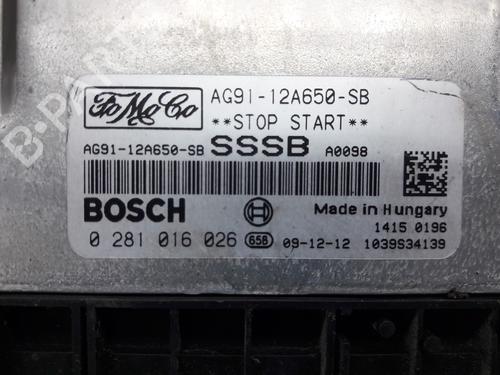 FoMoCo
AG91-12A650-SB
**STOP START**
AG91-12A650-SB SSSB A0098
BOSCH
Made in Hungary
1415 0196
0 281 016 026 658 09-12-12 1039S34139
B-PARTS